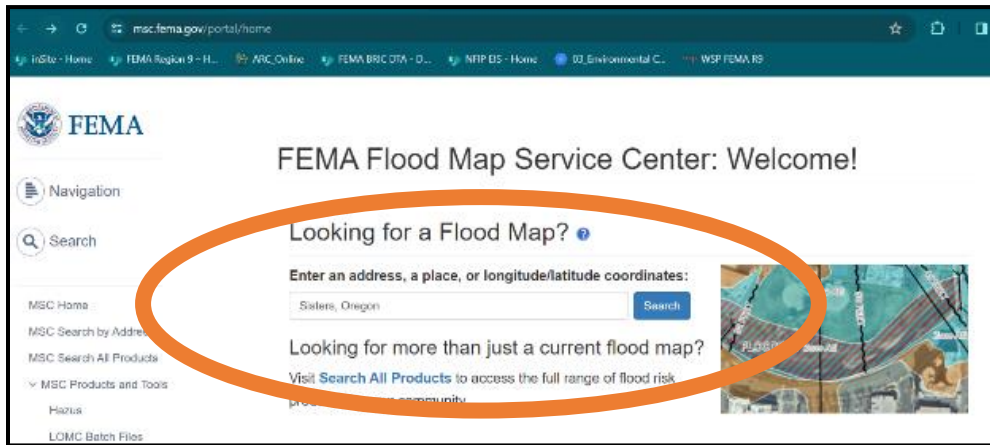 msc.fema.gov/portal/home
inSite - Home FEMA Region 9 – H... ARC_Online FEMA BRIC DTA - D... NFIP DS - Home 03_Environmental C... WSP FEMA R9
FEMA
FEMA Flood Map Service Center: Welcome!
Navigation
Looking for a Flood Map?
Search
Enter an address, a place, or longitude/latitude coordinates:
Sisters, Oregon Search
MSC Home
MSC Search by Address
Looking for more than just a current flood map?
MSC Search All Products
Visit Search All Products to access the full range of flood risk
MSC Products and Tools
community
Hazus
LOMC Batch Files